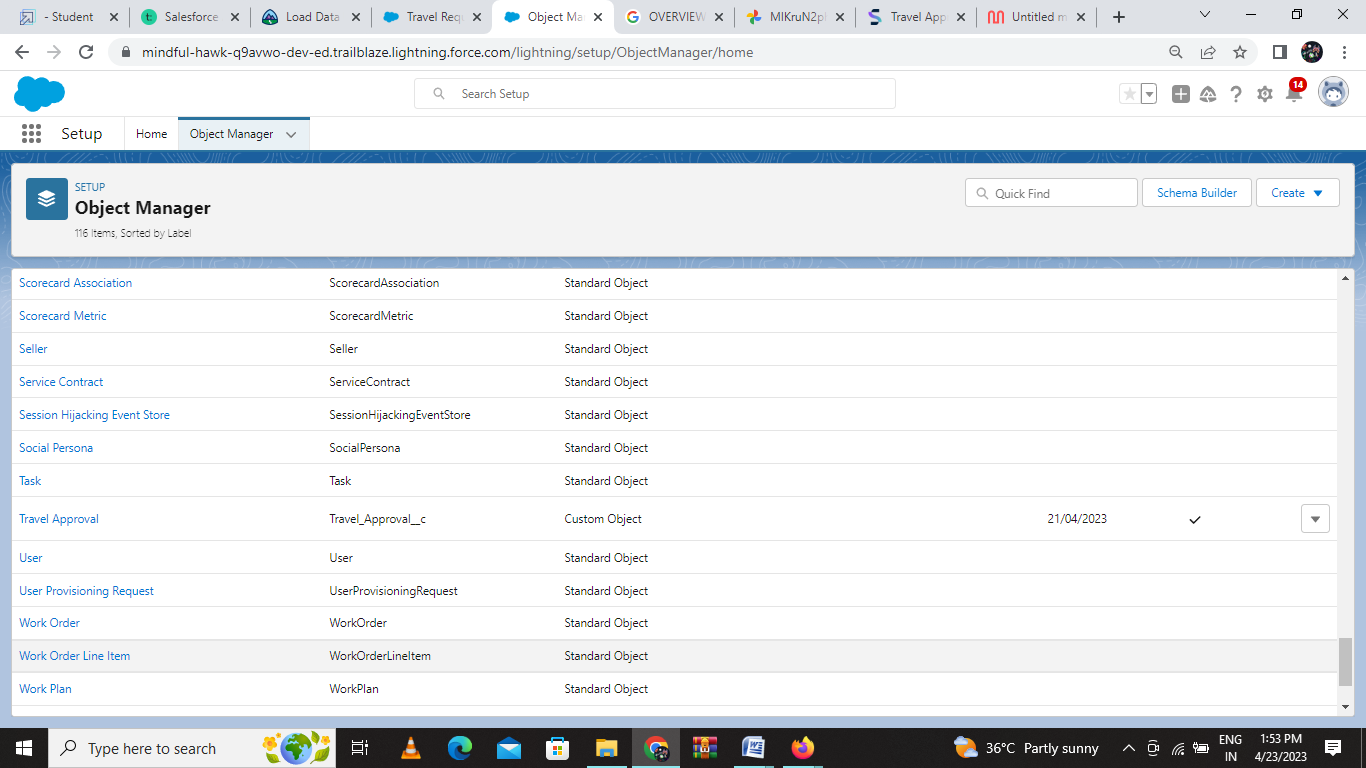 - Student
Salesforce
Load Data
Travel Req
Object Ma
OVERVIEW
MIKruN2p
Travel App
Untitled m
mindful-hawk-q9avwo-dev-ed.trailblaze.lightning.force.com/lightning/setup/ObjectManager/home
Search Setup
14
Setup
Home
Object Manager
SETUP
Object Manager
116 Items, Sorted by Label
Quick Find
Schema Builder
Create
Scorecard Association ScorecardAssociation Standard Object
Scorecard Metric ScorecardMetric Standard Object
Seller Seller Standard Object
Service Contract ServiceContract Standard Object
Session Hijacking Event Store SessionHijackingEventStore Standard Object
Social Persona SocialPersona Standard Object
Task Task Standard Object
Travel Approval Travel_Approval__c Custom Object 21/04/2023
User User Standard Object
User Provisioning Request UserProvisioningRequest Standard Object
Work Order WorkOrder Standard Object
Work Order Line Item WorkOrderLineItem Standard Object
Work Plan WorkPlan Standard Object
Type here to search
36°C Partly sunny
ENG
IN
1:53 PM
4/23/2023